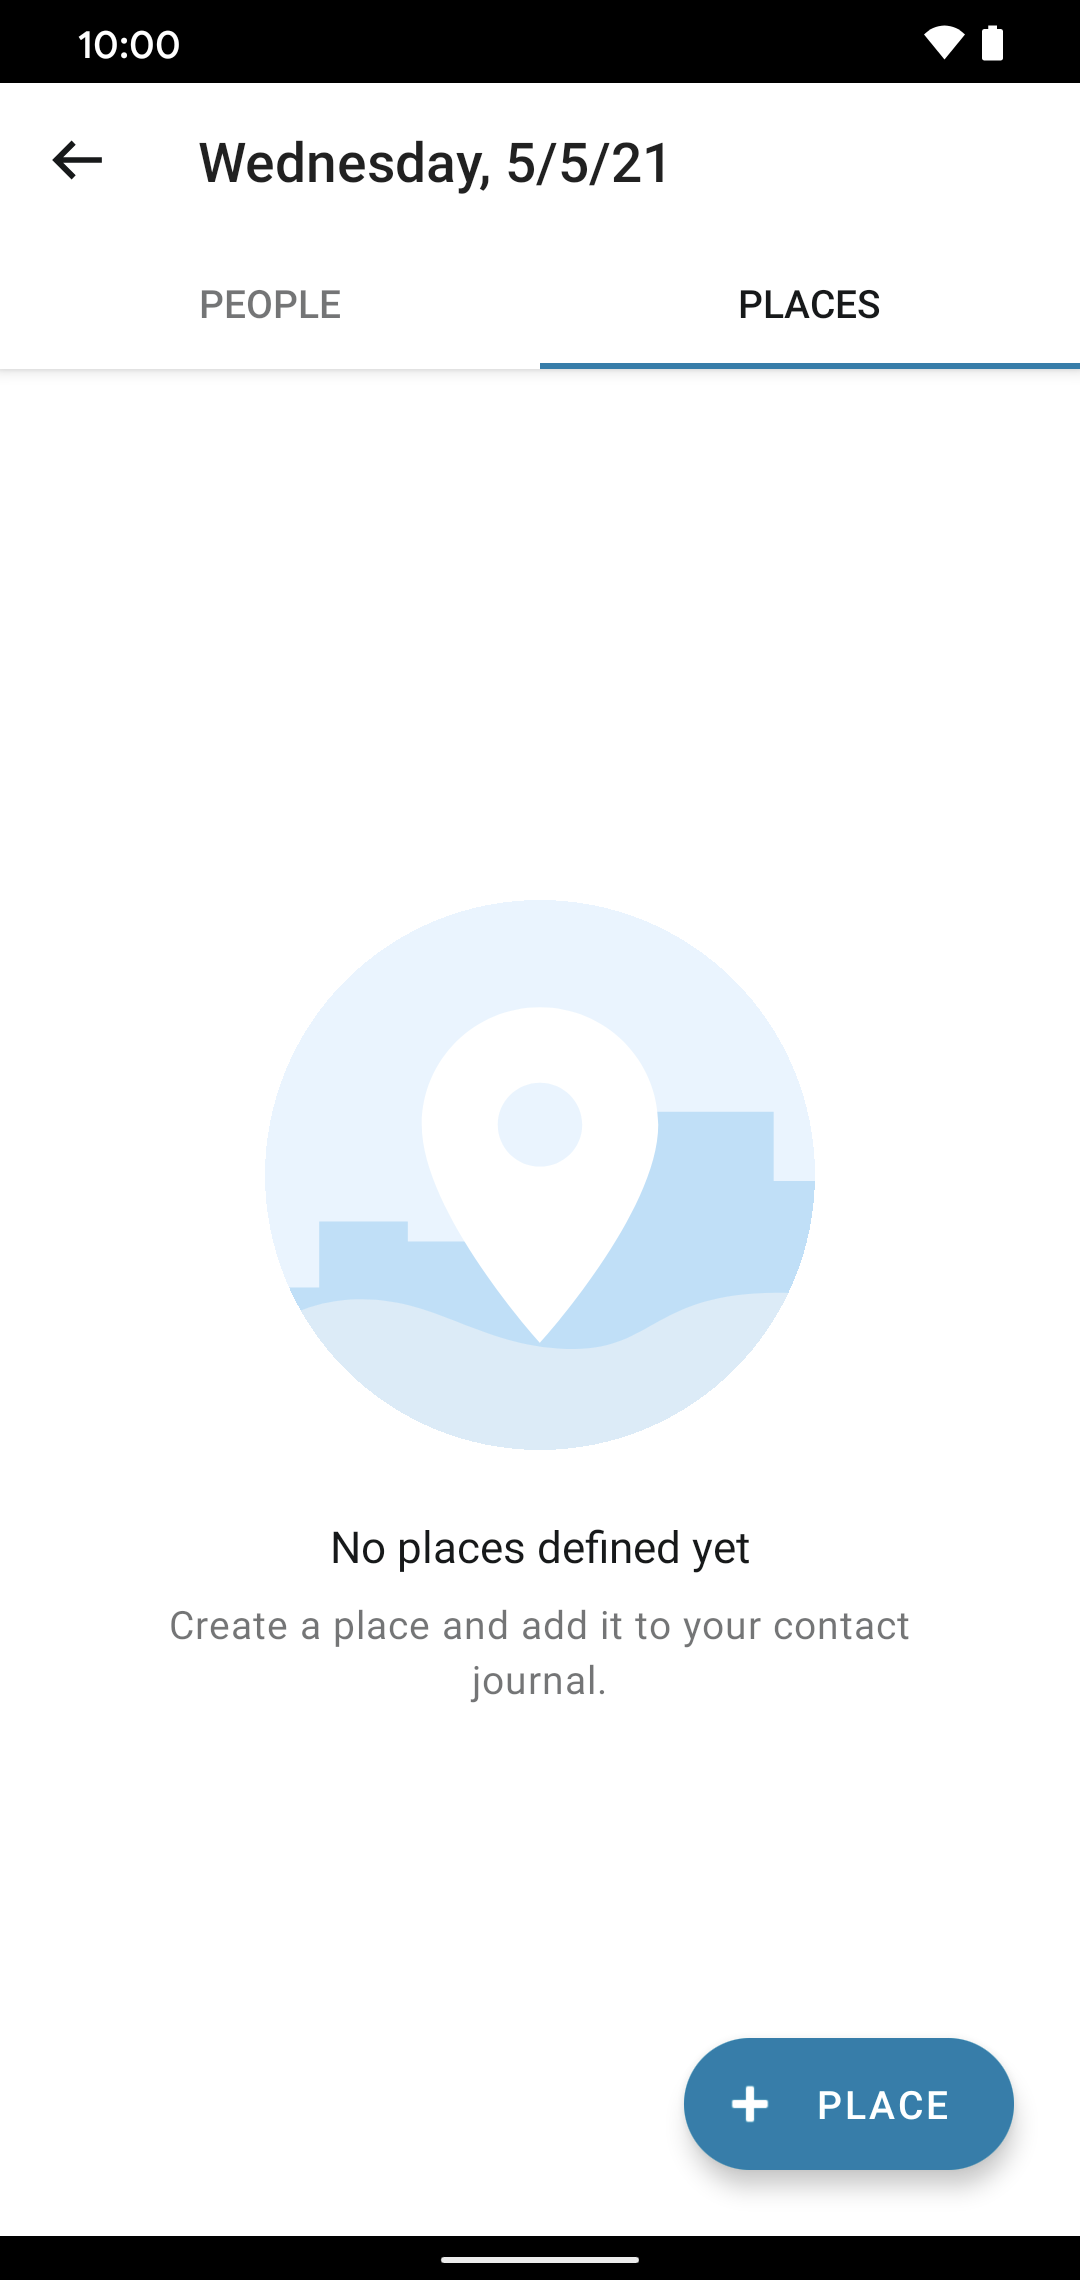 10:00
Wednesday, 5/5/21
PEOPLE
PLACES
No places defined yet
Create a place and add it to your contact
journal.
PLACE